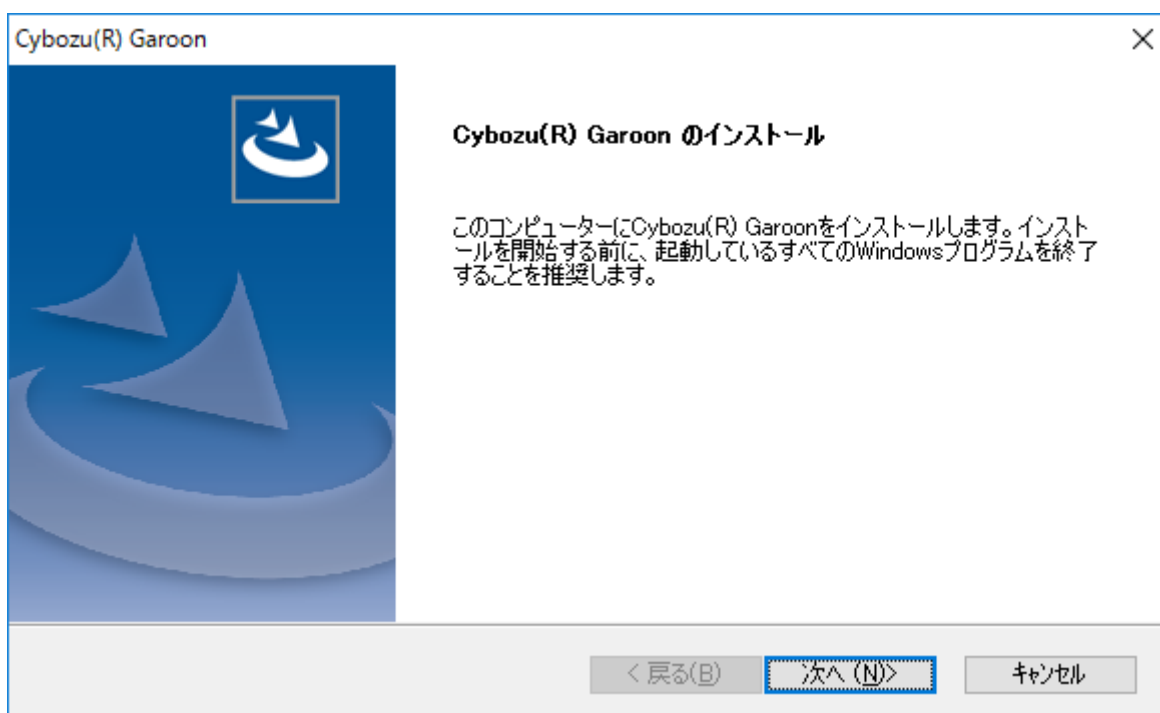 Cybozu(R) Garoon
Cybozu(R) Garoon のインストール
このコンピューターにCybozu(R) Garoonをインストールします。インスト
ールを開始する前に、起動しているすべてのWindowsプログラムを終了
することを推奨します。
< 戻る(B)
次へ (N)>
キャンセル